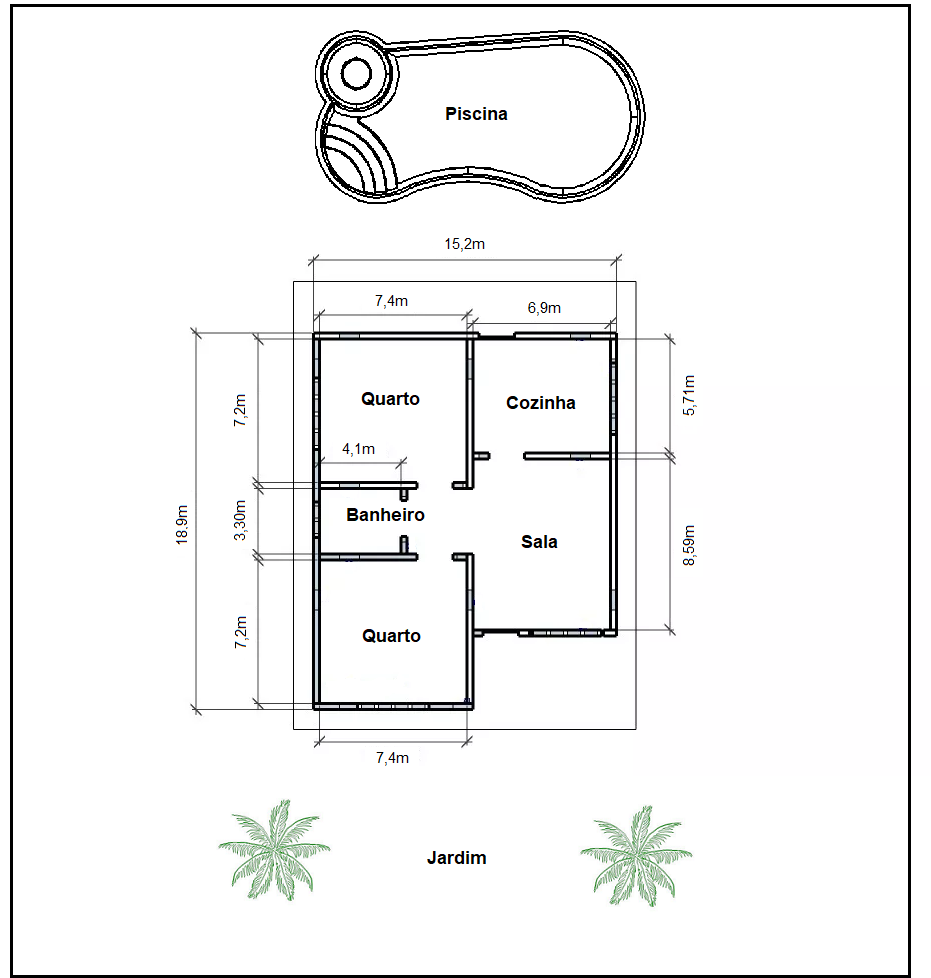 Piscina
15,2m
7,4m
6,9m
Quarto
Cozinha
7,2m
5,71m
4,1m
Banheiro
3,30m
18.9m
Sala
8,59m
Quarto
7,2m
7,4m
Jardim